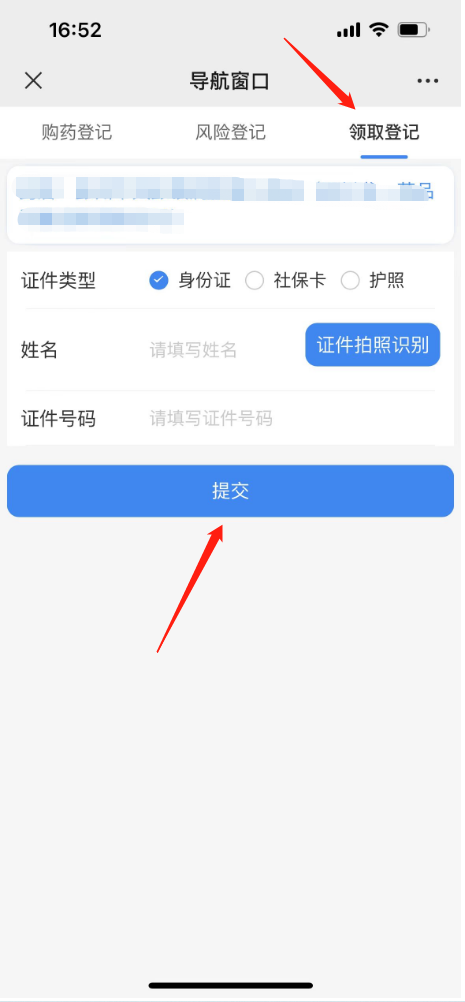 16:52
导航窗口
购药登记 风险登记 领取登记
证件类型 身份证 社保卡 护照
姓名 请填写姓名 证件拍照识别
证件号码 请填写证件号码
提交